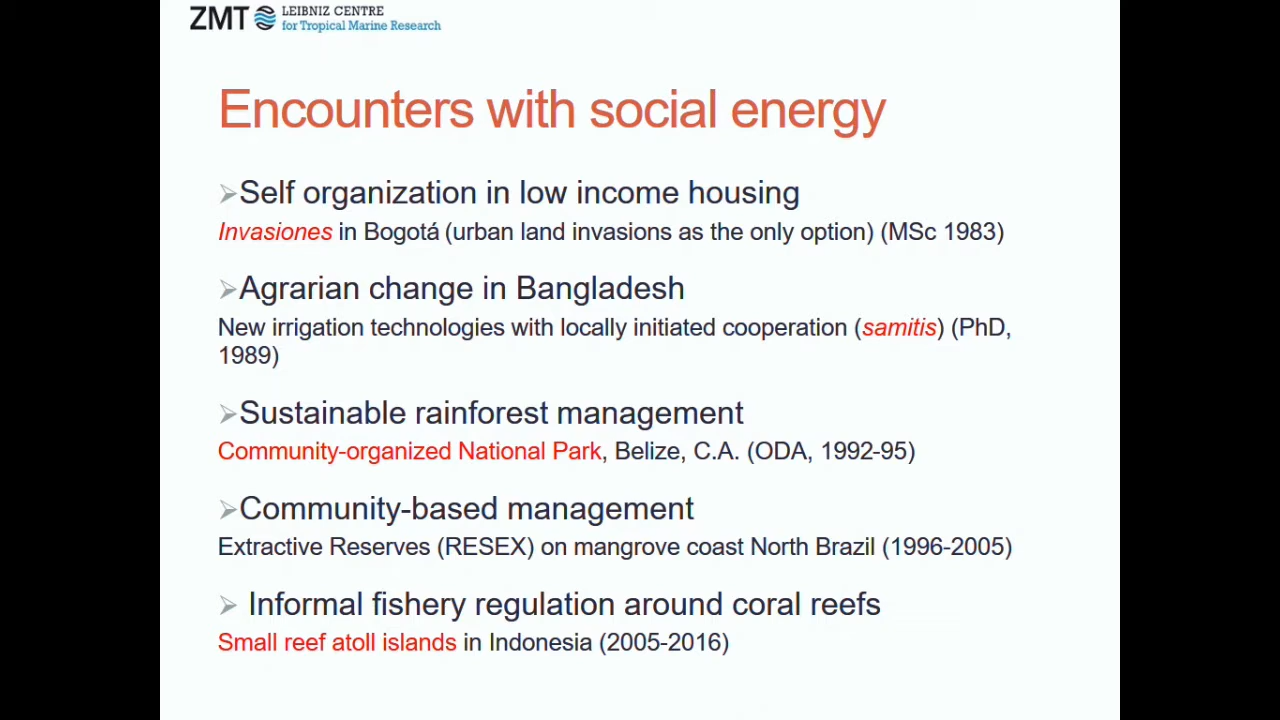 ZMT LEIBNIZ CENTRE
for Tropical Marine Research
Encounters with social energy
➢Self organization in low income housing
Invasiones in Bogotá (urban land invasions as the only option) (MSc 1983)
➢Agrarian change in Bangladesh
New irrigation technologies with locally initiated cooperation (samitis) (PhD,
1989)
➢Sustainable rainforest management
Community-organized National Park, Belize, C.A. (ODA, 1992-95)
➢Community-based management
Extractive Reserves (RESEX) on mangrove coast North Brazil (1996-2005)
➢ Informal fishery regulation around coral reefs
Small reef atoll islands in Indonesia (2005-2016)